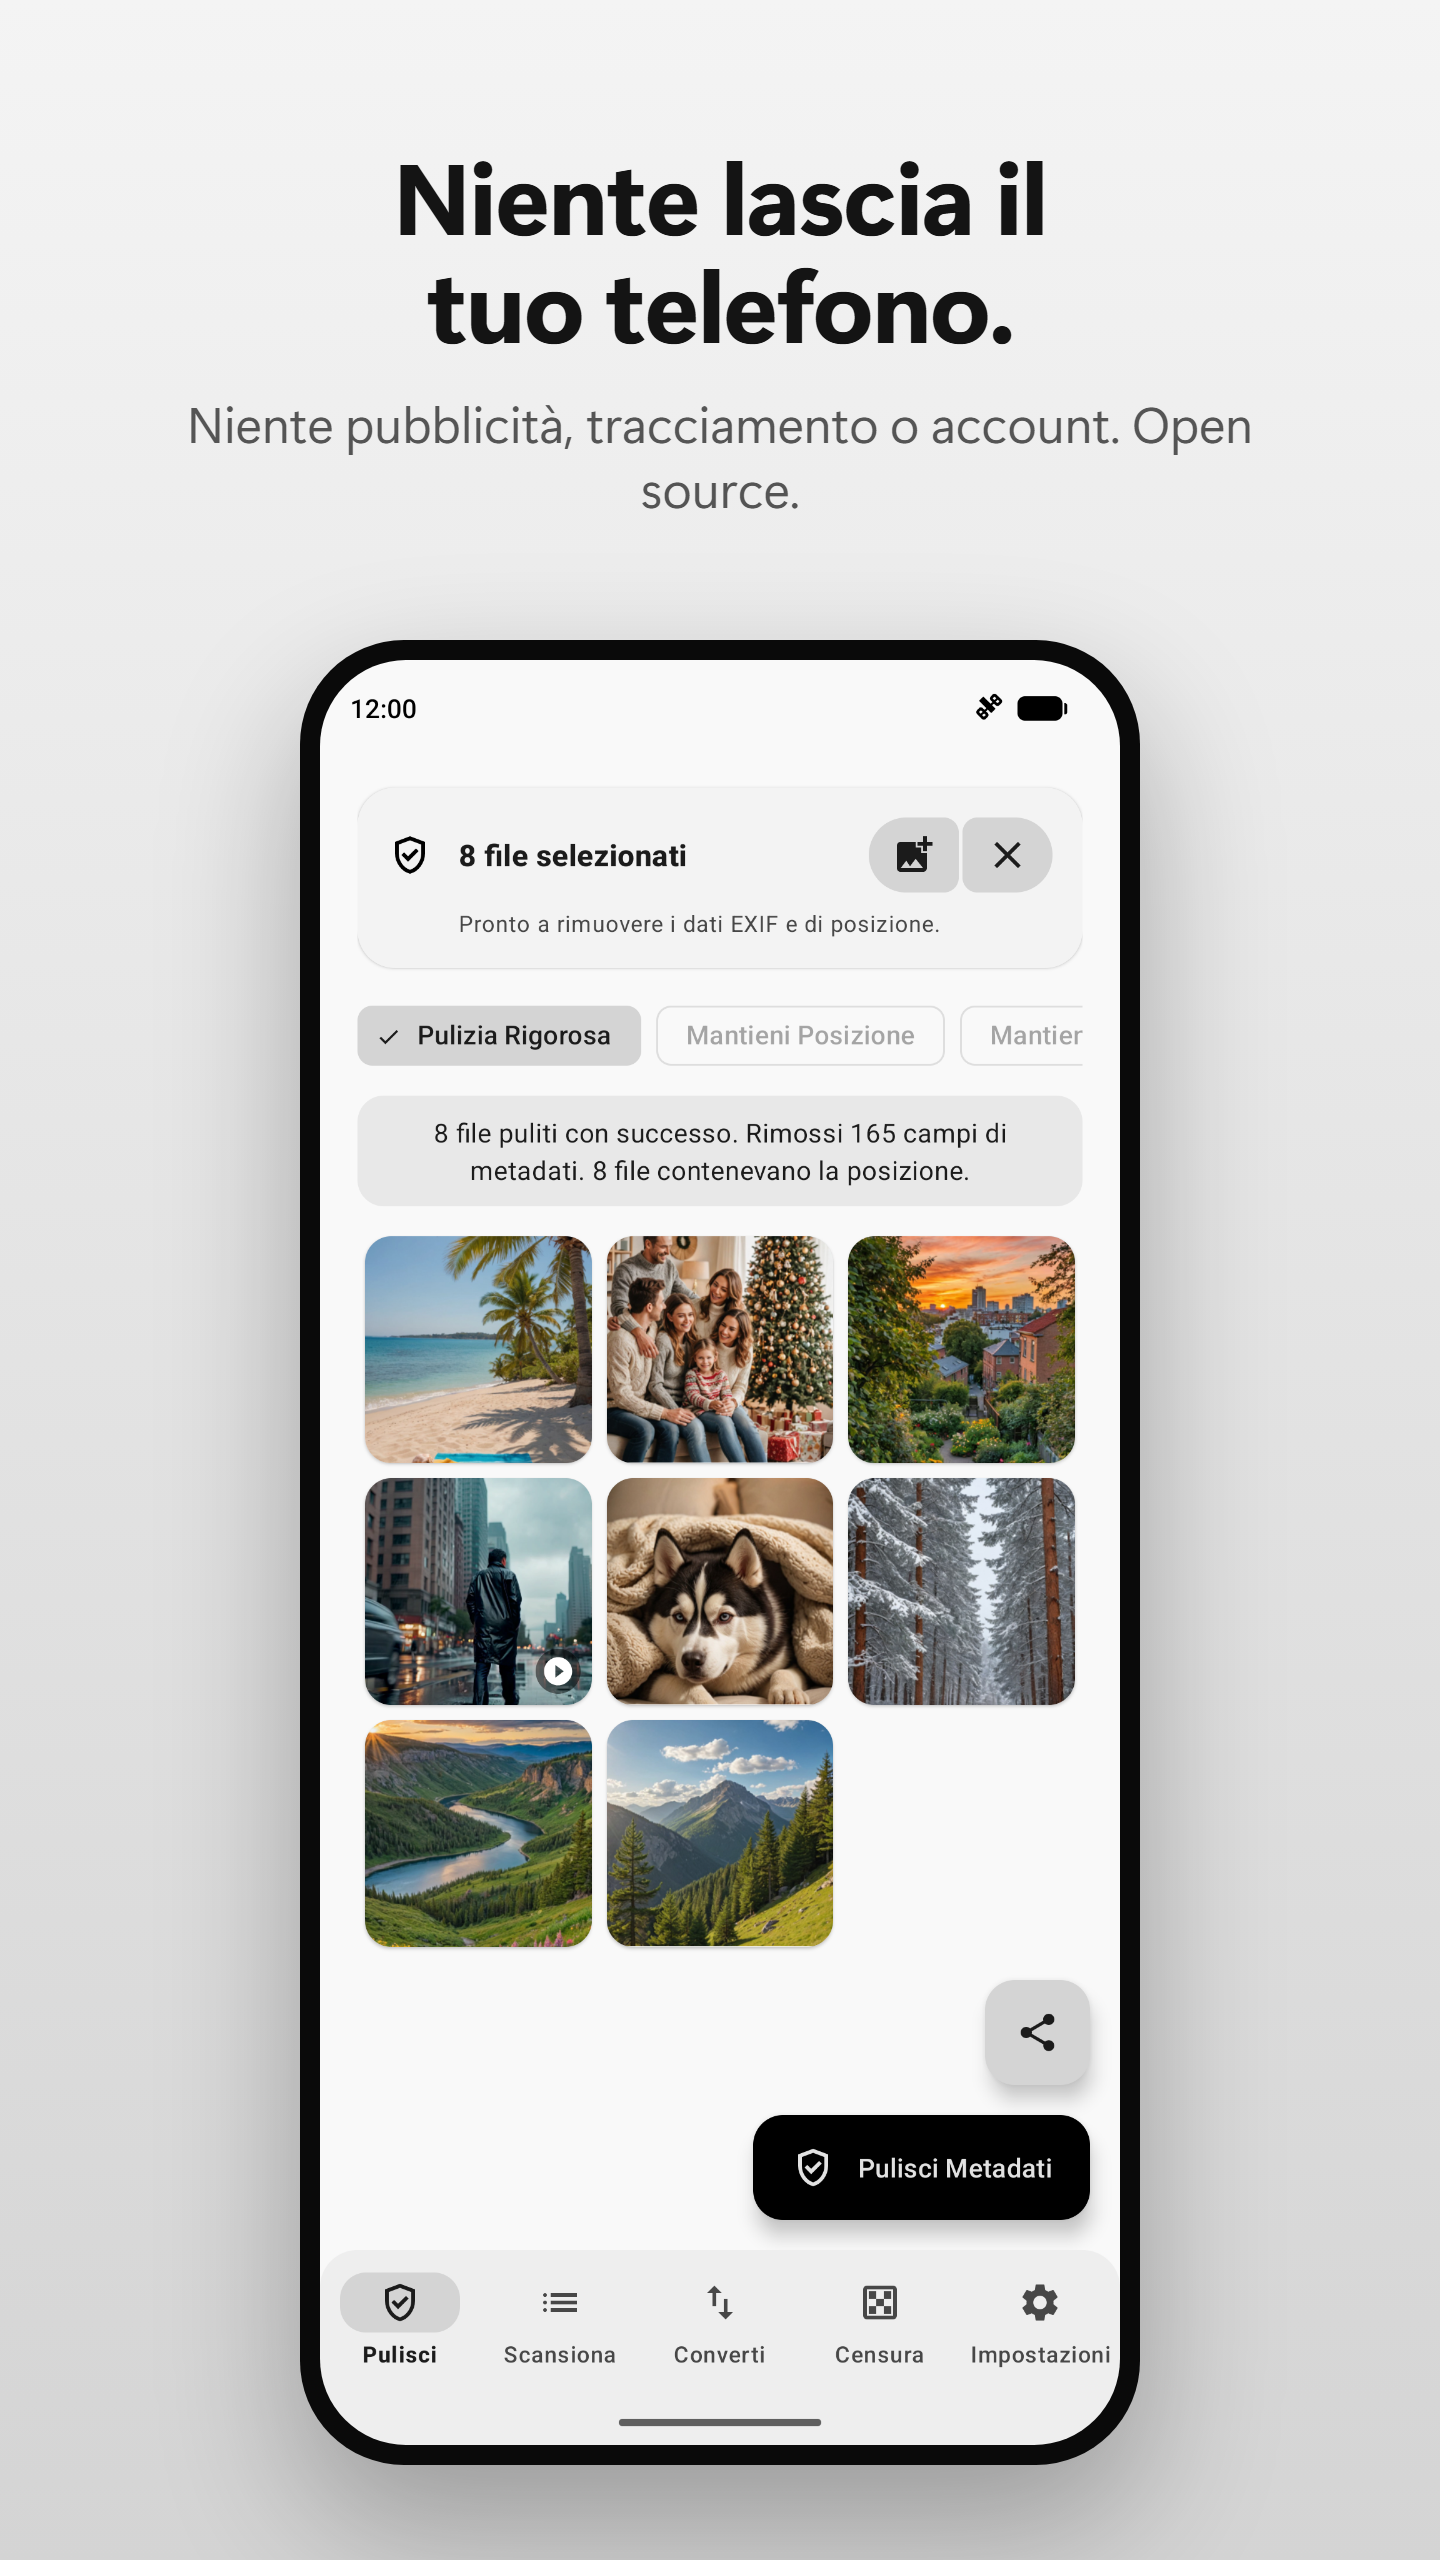 Niente lascia il
tuo telefono.
Niente pubblicità, tracciamento o account. Open
source.
12:00
8 file selezionati
Pronto a rimuovere i dati EXIF e di posizione.
Pulizia Rigorosa
Mantieni Posizione
Mantier
8 file puliti con successo. Rimossi 165 campi di
metadati. 8 file contenevano la posizione.
Pulisci Metadati
Pulisci
Scansiona
Converti
Censura
Impostazioni